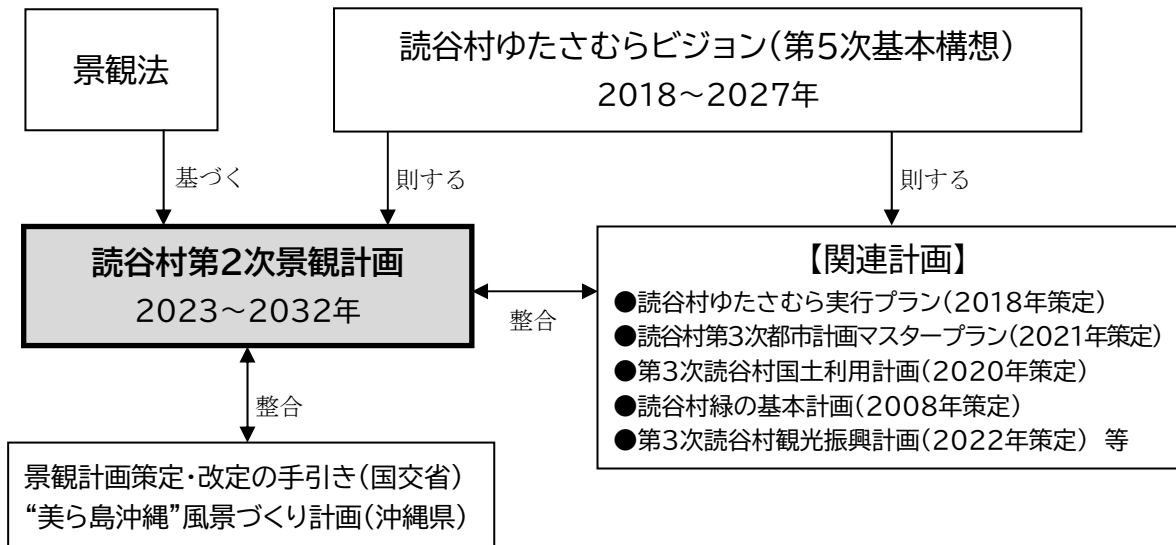 景観法
読谷村ゆたさむらビジョン(第5次基本構想)
2018~2027年
基づく
則する
則する
読谷村第2次景観計画
2023~2032年
整合
【関連計画】
●読谷村ゆたさむら実行プラン(2018年策定)
●読谷村第3次都市計画マスタープラン(2021年策定)
●第3次読谷村国土利用計画(2020年策定)
●読谷村緑の基本計画(2008年策定)
●第3次読谷村観光振興計画(2022年策定) 等
整合
景観計画策定・改定の手引き(国交省)
“美ら島沖縄”風景づくり計画(沖縄県)